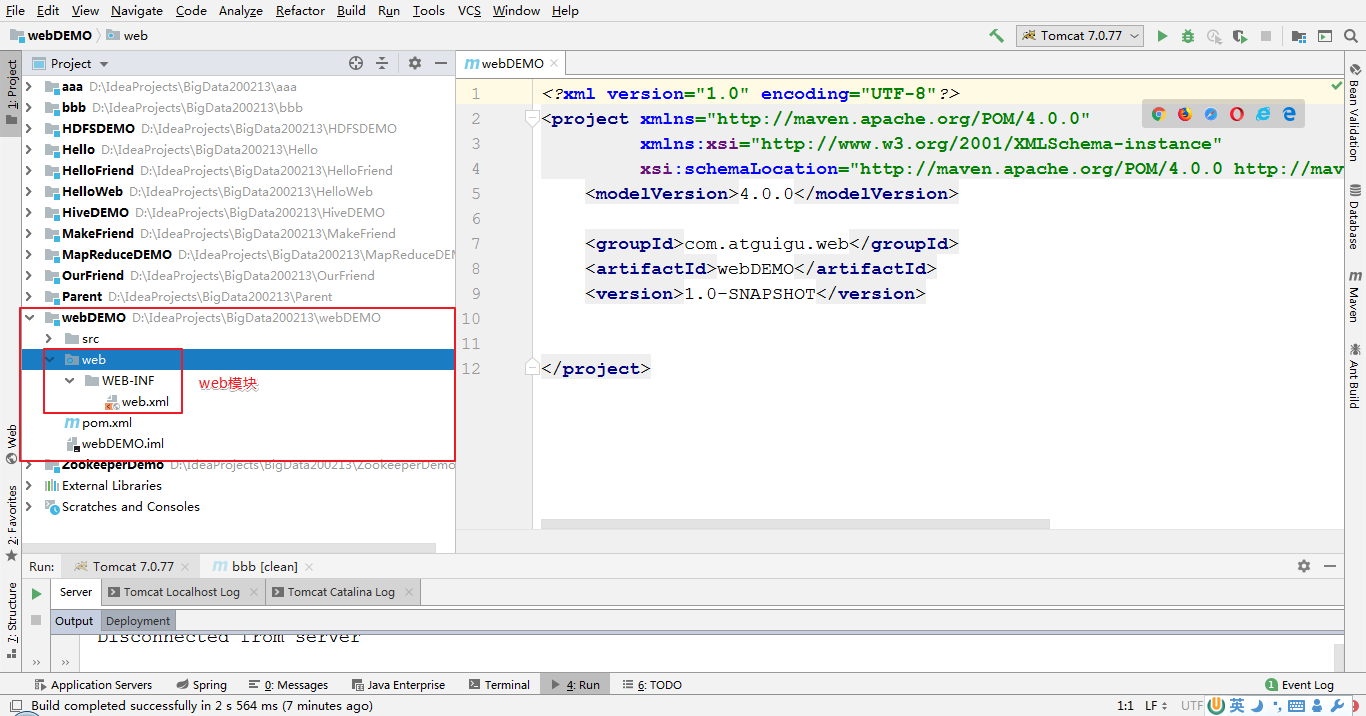 File Edit View Navigate Code Analyze Refactor Build Run Tools VCS Window Help
webDEMO web
Tomcat 7.0.77
1: Project
Project
webDEMO
aaa D:\IdeaProjects\BigData200213\aaa
bbb D:\IdeaProjects\BigData200213\bbb
HDFSDEMO D:\IdeaProjects\BigData200213\HDFSDEMO
Hello D:\IdeaProjects\BigData200213\Hello
HelloFriend D:\IdeaProjects\BigData200213\HelloFriend
HelloWeb D:\IdeaProjects\BigData200213\HelloWeb
HiveDEMO D:\IdeaProjects\BigData200213\HiveDEMO
MakeFriend D:\IdeaProjects\BigData200213\MakeFriend
MapReduceDEMO D:\IdeaProjects\BigData200213\MapReduceDEM
OurFriend D:\IdeaProjects\BigData200213\OurFriend
Parent D:\IdeaProjects\BigData200213\Parent
webDEMO D:\IdeaProjects\BigData200213\webDEMO
src
web
WEB-INF
web模块
web.xml
pom.xml
webDEMO.iml
ZookeeperDemo D:\IdeaProjects\BigData200213\ZookeeperDemo
External Libraries
Scratches and Consoles
1 <?xml version="1.0" encoding="UTF-8"?>
2 <project xmlns="http://maven.apache.org/POM/4.0.0"
3 xmlns:xsi="http://www.w3.org/2001/XMLSchema-instance"
4 xsi:schemaLocation="http://maven.apache.org/POM/4.0.0 http://mav
5 <modelVersion>4.0.0</modelVersion>
6
7 <groupId>com.atguigu.web</groupId>
8 <artifactId>webDEMO</artifactId>
9 <version>1.0-SNAPSHOT</version>
10
11
12 </project>
Bean Validation
Database
Maven
Ant Build
Web
2: Favorites
7: Structure
Run: Tomcat 7.0.77 bbb [clean]
Server Tomcat Localhost Log Tomcat Catalina Log
Output Deployment
Disconnected from server
Application Servers Spring 0: Messages Java Enterprise Terminal 4: Run 6: TODO 1 Event Log
Build completed successfully in 2 s 564 ms (7 minutes ago) 1:1 LF UTF 英